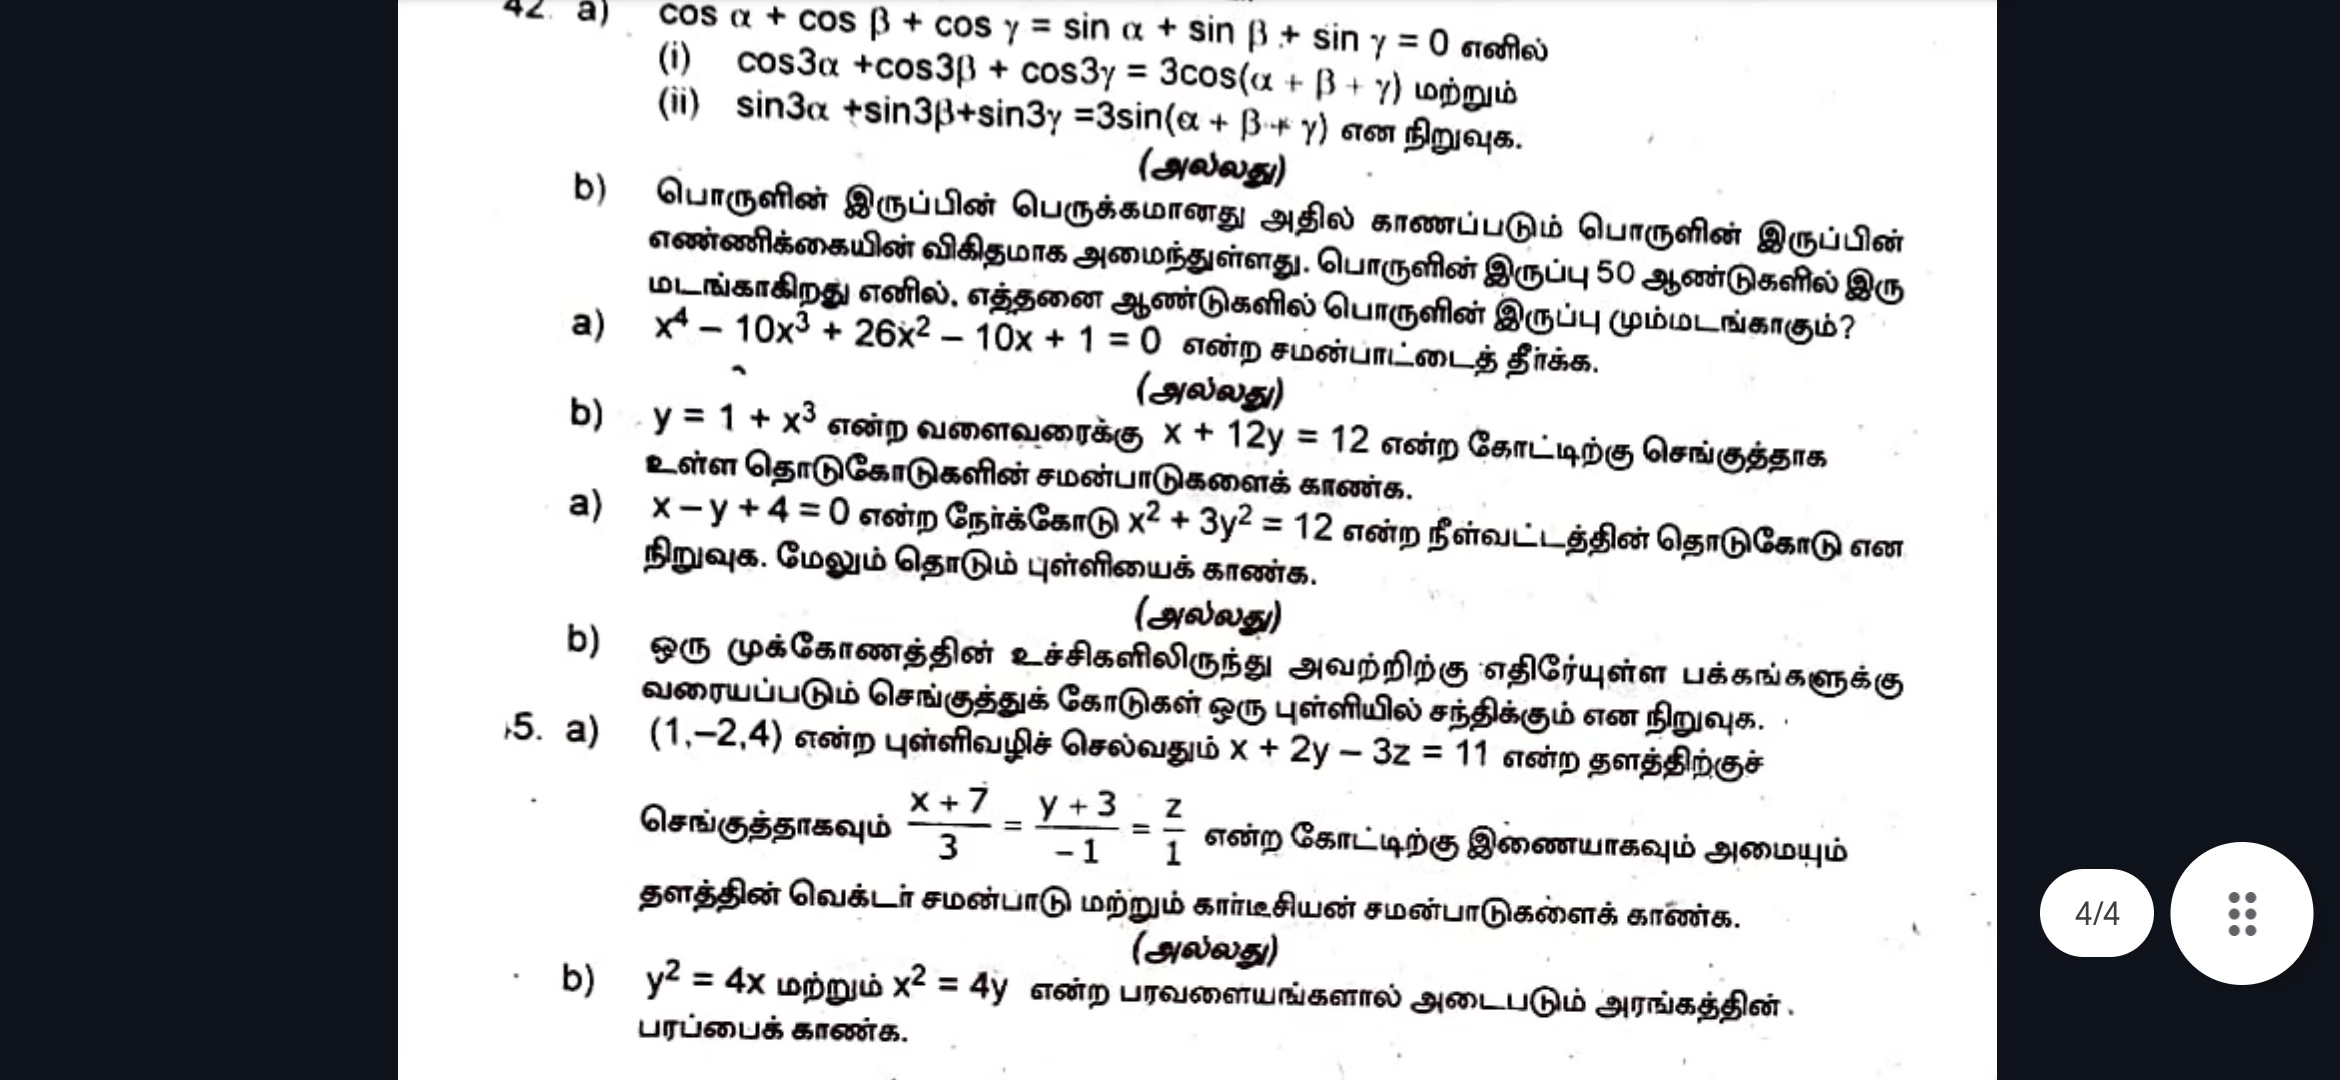 42. a) cos α + cos β + cos γ = sin α + sin β + sin γ = 0 எனில்
(i) cos3α +cos3β + cos3γ = 3cos(α + β + γ) மற்றும்
(ii) sin3α +sin3β+sin3γ =3sin(α + β + γ) என நிறுவுக.
(அல்லது)
b) பொருளின் இருப்பின் பெருக்கமானது அதில் காணப்படும் பொருளின் இருப்பின்
எண்ணிக்கையின் விகிதமாக அமைந்துள்ளது. பொருளின் இருப்பு 50 ஆண்டுகளில் இரு
மடங்காகிறது எனில், எத்தனை ஆண்டுகளில் பொருளின் இருப்பு மும்மடங்காகும்?
a) x⁴ – 10x³ + 26x² – 10x + 1 = 0 என்ற சமன்பாட்டைத் தீர்க்க.
(அல்லது)
b) y = 1 + x³ என்ற வளைவரைக்கு x + 12y = 12 என்ற கோட்டிற்கு செங்குத்தாக
உள்ள தொடுகோடுகளின் சமன்பாடுகளைக் காண்க.
a) x – y + 4 = 0 என்ற நேர்க்கோடு x² + 3y² = 12 என்ற நீள்வட்டத்தின் தொடுகோடு என
நிறுவுக. மேலும் தொடும் புள்ளியைக் காண்க.
(அல்லது)
b) ஒரு முக்கோணத்தின் உச்சிகளிலிருந்து அவற்றிற்கு எதிரேயுள்ள பக்கங்களுக்கு
வரையப்படும் செங்குத்துக் கோடுகள் ஒரு புள்ளியில் சந்திக்கும் என நிறுவுக.
5. a) (1,–2,4) என்ற புள்ளிவழிச் செல்வதும் x + 2y – 3z = 11 என்ற தளத்திற்குச்
செங்குத்தாகவும் (x + 7)/3 = (y + 3)/–1 = z/1 என்ற கோட்டிற்கு இணையாகவும் அமையும்
தளத்தின் வெக்டர் சமன்பாடு மற்றும் கார்டீசியன் சமன்பாடுகளைக் காண்க.
(அல்லது)
b) y² = 4x மற்றும் x² = 4y என்ற பரவளையங்களால் அடைபடும் அரங்கத்தின்
பரப்பைக் காண்க.
4/4